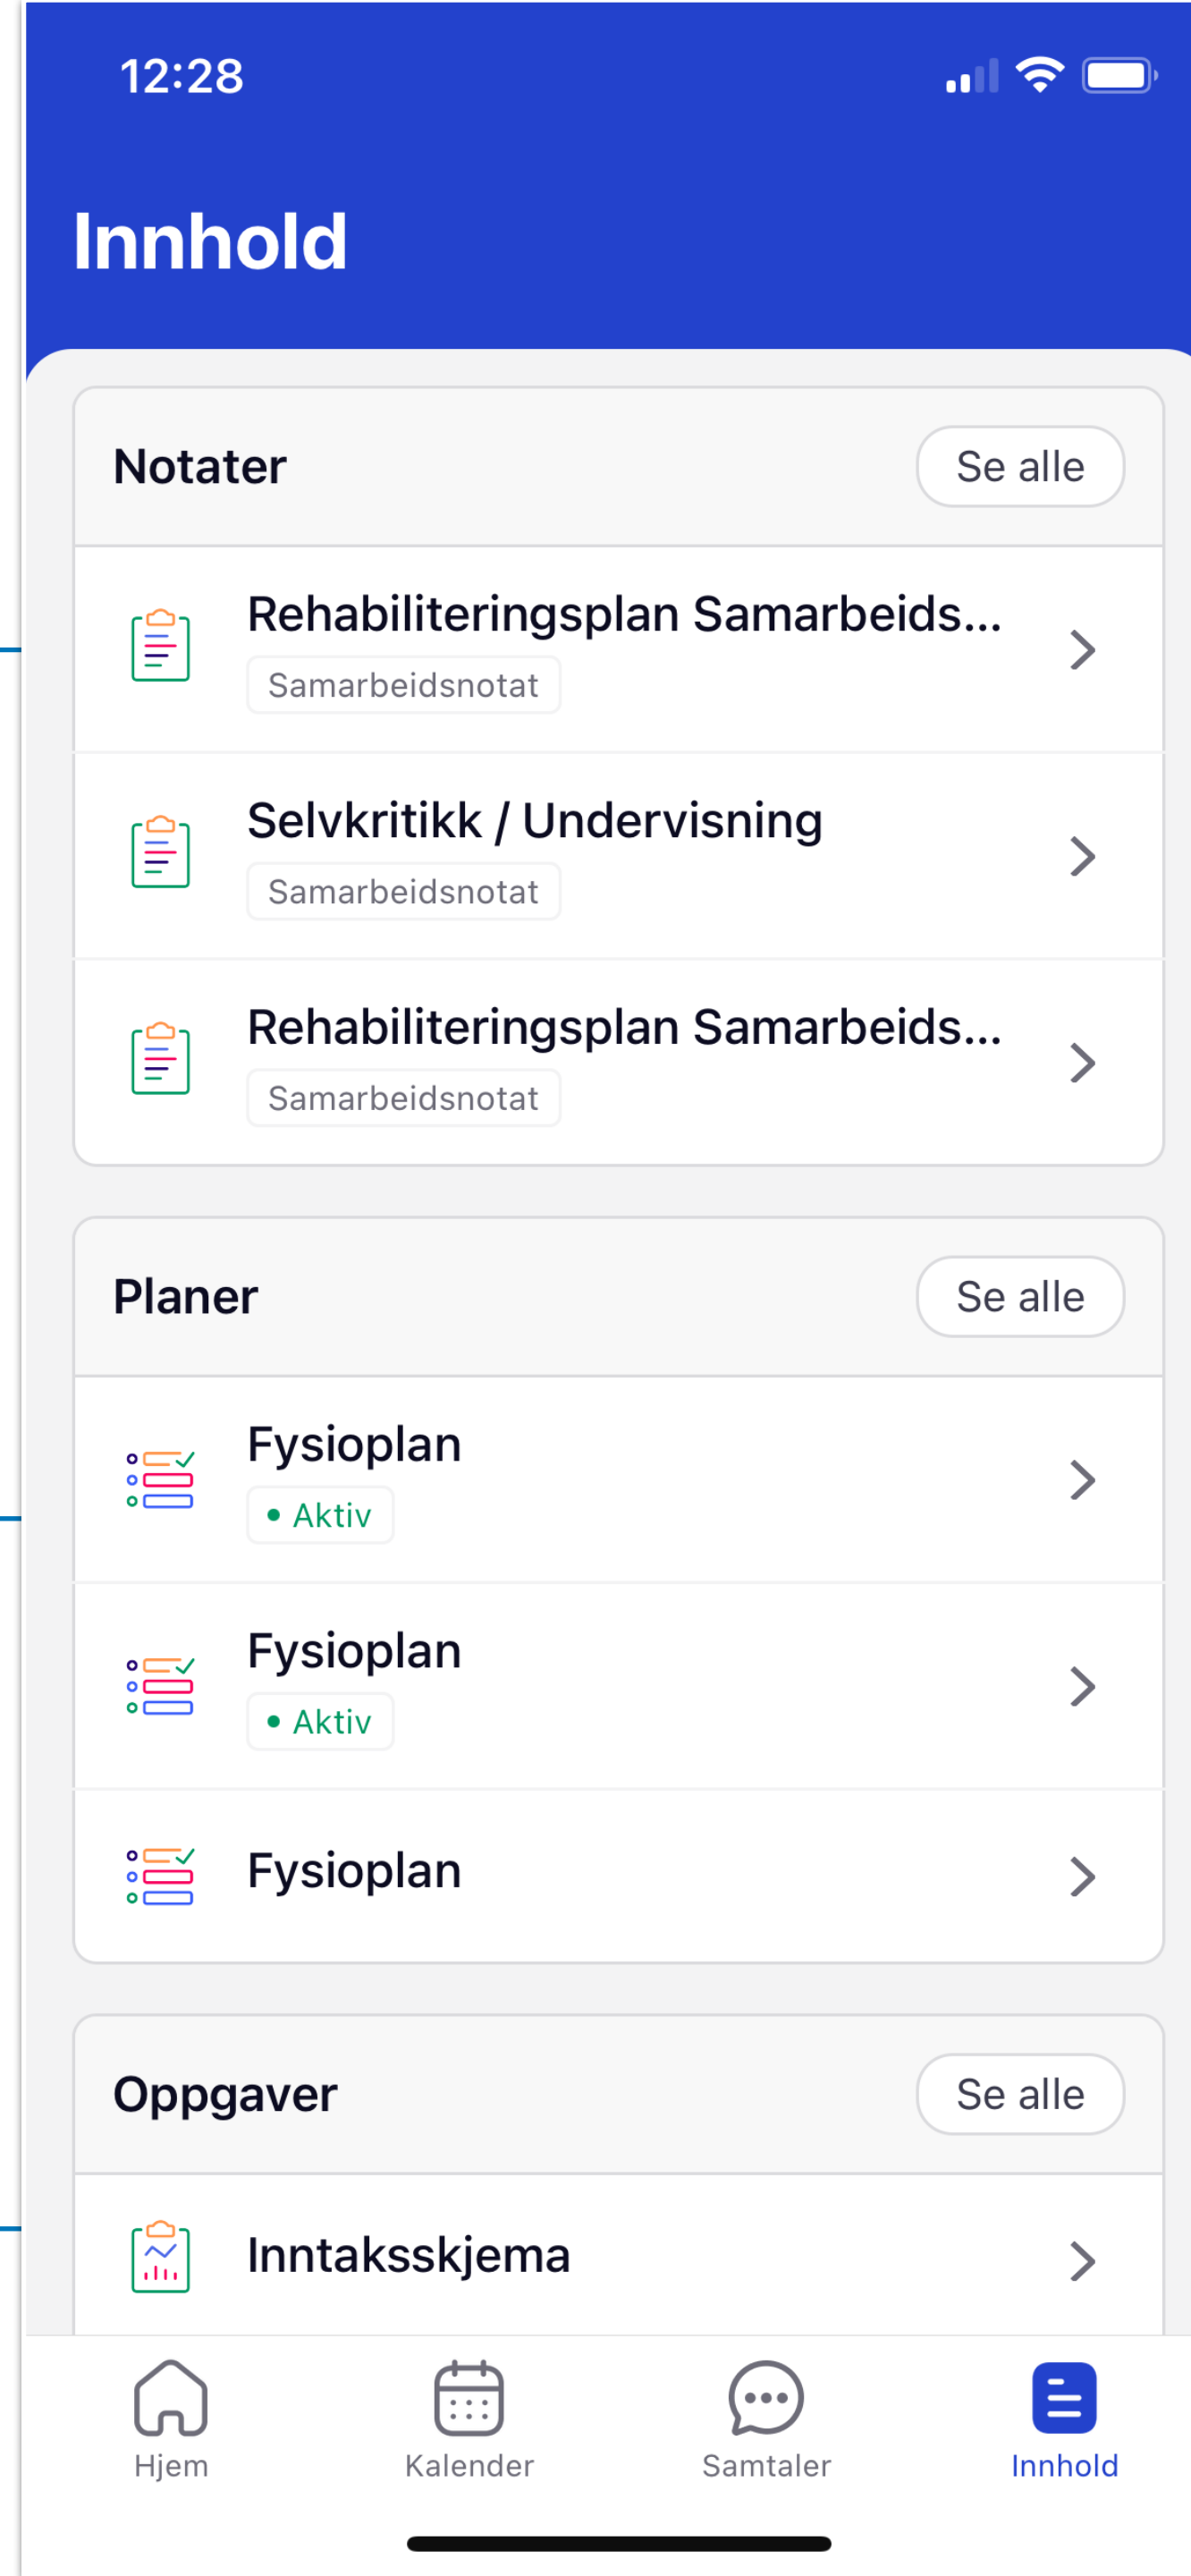 12:28
Innhold
Notater
Se alle
Rehabiliteringsplan Samarbeids...
Samarbeidsnotat
Selvkritikk / Undervisning
Samarbeidsnotat
Rehabiliteringsplan Samarbeids...
Samarbeidsnotat
Planer
Se alle
Fysioplan
Aktiv
Fysioplan
Aktiv
Fysioplan
Oppgaver
Se alle
Inntaksskjema
Hjem
Kalender
Samtaler
Innhold